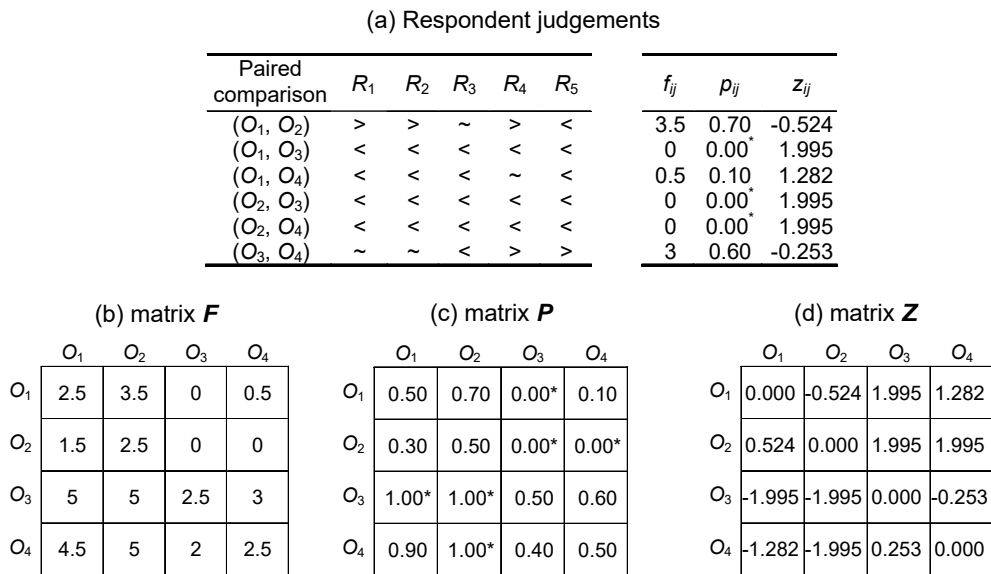 (a) Respondent judgements
Paired comparison R1 R2 R3 R4 R5 fij pij zij
(O1, O2) > > ~ > < 3.5 0.70 -0.524
(O1, O3) < < < < < 0 0.00* 1.995
(O1, O4) < < < ~ < 0.5 0.10 1.282
(O2, O3) < < < < < 0 0.00* 1.995
(O2, O4) < < < < < 0 0.00* 1.995
(O3, O4) ~ ~ < > > 3 0.60 -0.253
(b) matrix F
O1 O2 O3 O4
O1 2.5 3.5 0 0.5
O2 1.5 2.5 0 0
O3 5 5 2.5 3
O4 4.5 5 2 2.5
(c) matrix P
O1 O2 O3 O4
O1 0.50 0.70 0.00* 0.10
O2 0.30 0.50 0.00* 0.00*
O3 1.00* 1.00* 0.50 0.60
O4 0.90 1.00* 0.40 0.50
(d) matrix Z
O1 O2 O3 O4
O1 0.000 -0.524 1.995 1.282
O2 0.524 0.000 1.995 1.995
O3 -1.995 -1.995 0.000 -0.253
O4 -1.282 -1.995 0.253 0.000